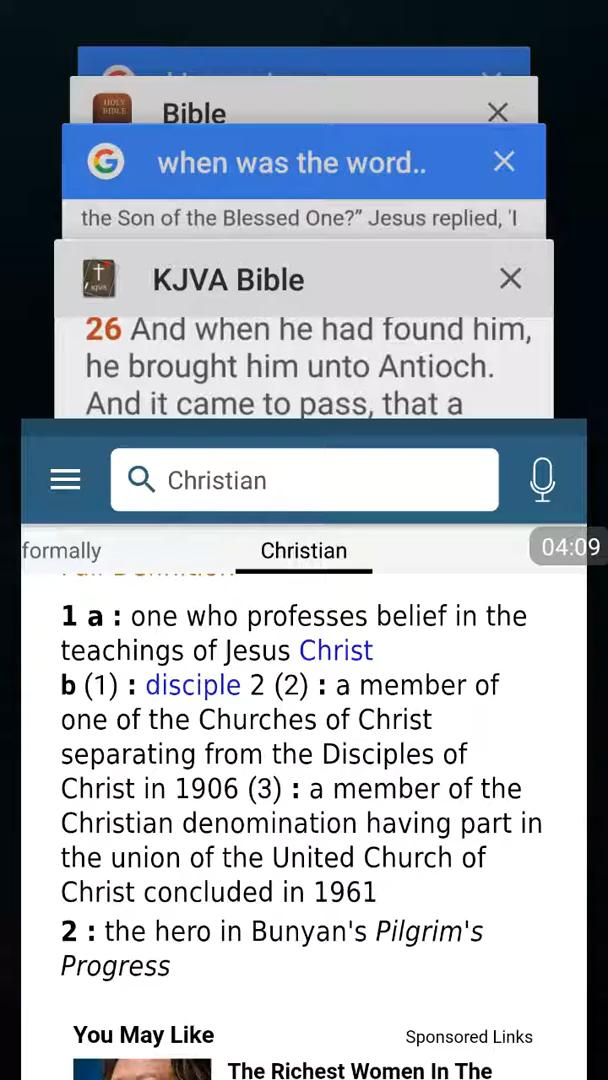 HOLY
BIBLE
Bible
when was the word..
the Son of the Blessed One?” Jesus replied, 'I
KJVA Bible
26 And when he had found him,
he brought him unto Antioch.
And it came to pass, that a
Christian
formally
Christian
04:09
1 a : one who professes belief in the
teachings of Jesus Christ
b (1) : disciple 2 (2) : a member of
one of the Churches of Christ
separating from the Disciples of
Christ in 1906 (3) : a member of the
Christian denomination having part in
the union of the United Church of
Christ concluded in 1961
2 : the hero in Bunyan's Pilgrim's
Progress
You May Like
Sponsored Links
The Richest Women In The